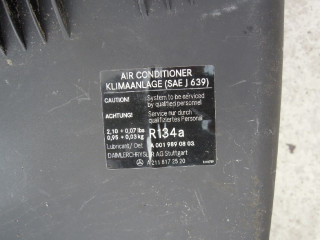 AIR CONDITIONER
KLIMAANLAGE (SAE J 639)
CAUTION! System to be serviced by qualified personnel
ACHTUNG! Service nur durch qualifiziertes Personal
2,10 + 0,07 lbs
0,95 + 0,03 kg R134a
Lubricant/ Oel: A 001 989 08 03
DAIMLERCHRYSLER AG Stuttgart
A 215 817 25 20